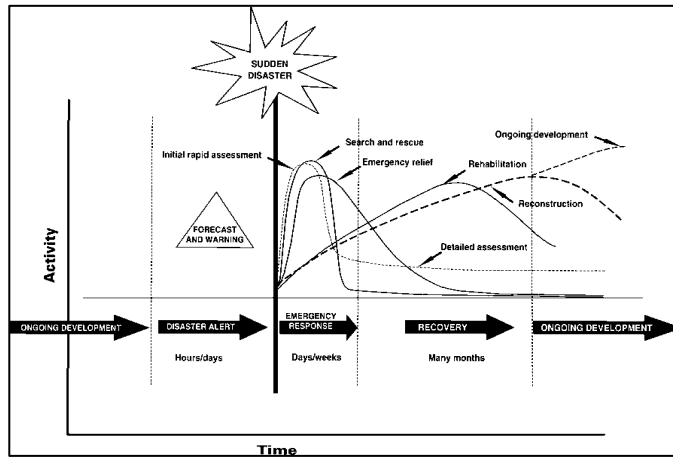 SUDDEN
DISASTER
Ongoing development
Search and rescue
Initial rapid assessment
Emergency relief
Rehabilitation
Reconstruction
FORECAST
AND WARNING
Detailed assessment
Activity
ONGOING DEVELOPMENT
DISASTER ALERT
EMERGENCY
RESPONSE
RECOVERY
ONGOING DEVELOPMENT
Hours/days
Days/weeks
Many months
Time